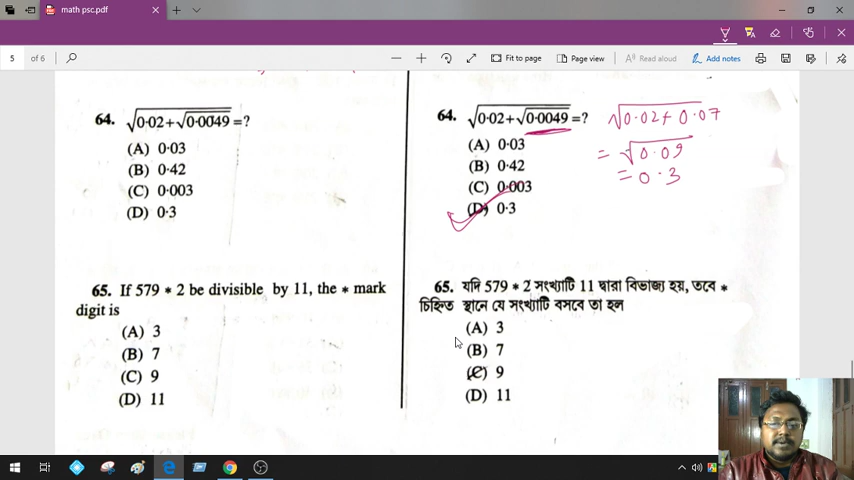 math psc.pdf
5 of 6
Fit to page
Page view
Read aloud
Add notes
64. √0·02+√0·0049 =?
(A) 0·03
(B) 0·42
(C) 0·003
(D) 0·3
65. If 579 * 2 be divisible by 11, the * mark
digit is
(A) 3
(B) 7
(C) 9
(D) 11
64. √0·02+√0·0049 =?
(A) 0·03
(B) 0·42
(C) 0·003
(D) 0·3
√0·02+0·07
= √0·09
= 0·3
65. যদি 579 * 2 সংখ্যাটি 11 দ্বারা বিভাজ্য হয়, তবে *
চিহ্নিত স্থানে যে সংখ্যাটি বসবে তা হল
(A) 3
(B) 7
(C) 9
(D) 11